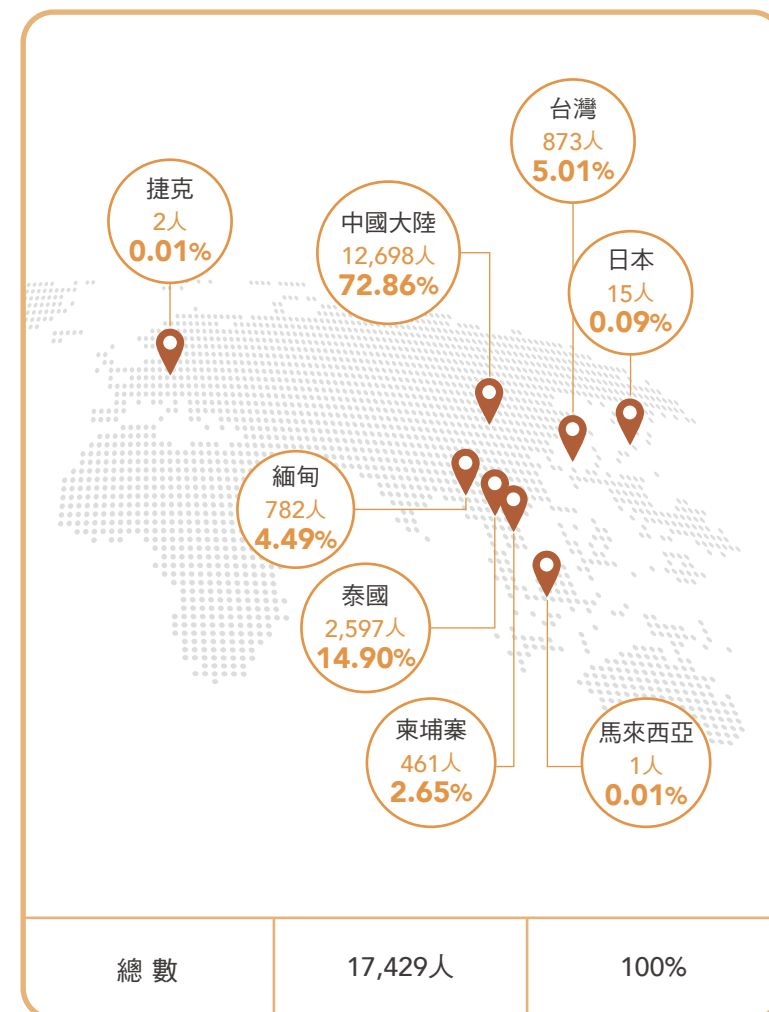 台灣
873人
5.01%
捷克
2人
0.01%
中國大陸
12,698人
72.86%
日本
15人
0.09%
緬甸
782人
4.49%
泰國
2,597人
14.90%
柬埔寨
461人
2.65%
馬來西亞
1人
0.01%
總數 17,429人 100%